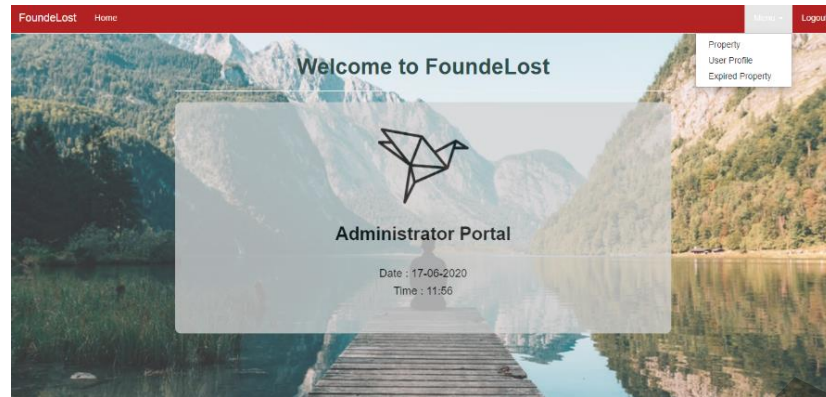 FoundeLost Home Menu Logout
Property
User Profile
Expired Property
Welcome to FoundeLost
Administrator Portal
Date : 17-06-2020
Time : 11:56